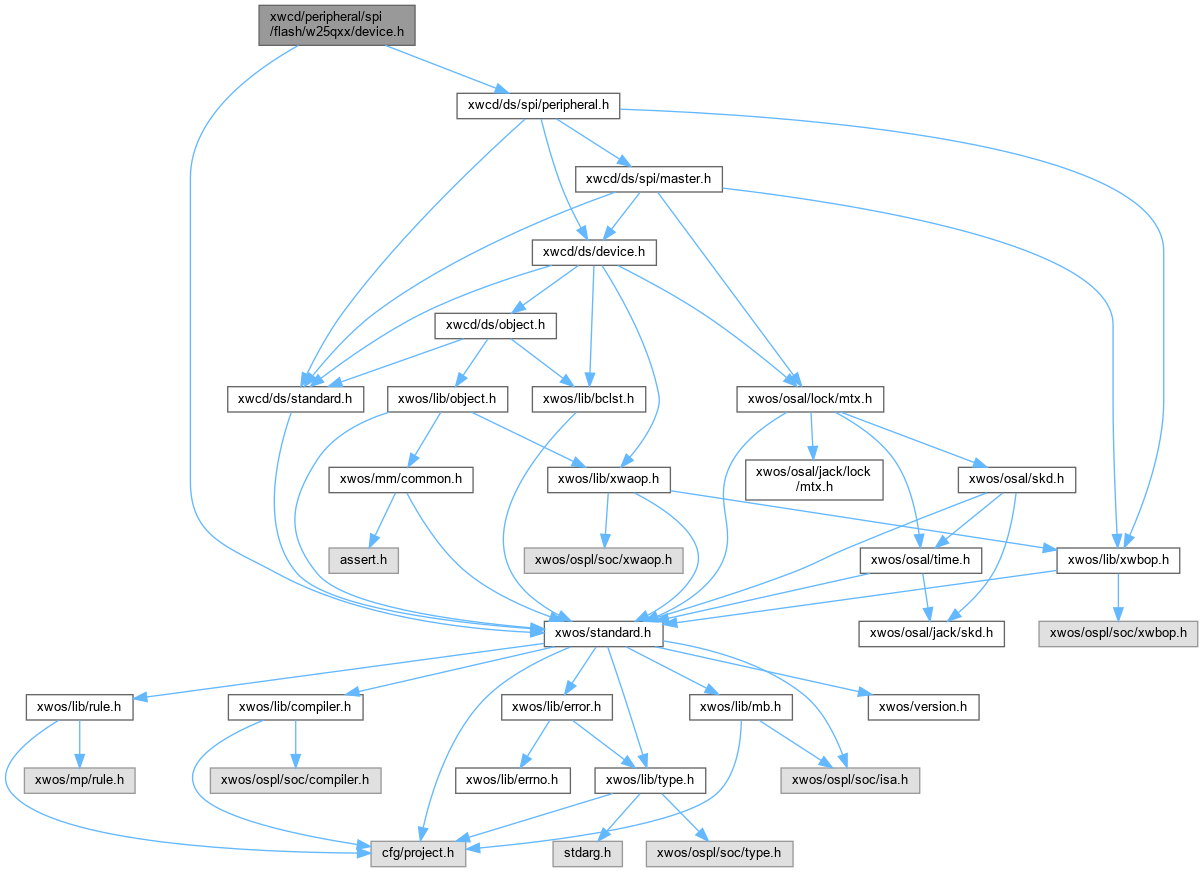 xwcd/peripheral/spi
/flash/w25qxx/device.h
xwcd/ds/spi/peripheral.h
xwcd/ds/spi/master.h
xwcd/ds/device.h
xwcd/ds/object.h
xwcd/ds/standard.h
xwos/lib/object.h
xwos/lib/bclst.h
xwos/osal/lock/mtx.h
xwos/mm/common.h
xwos/lib/xwaop.h
xwos/osal/jack/lock
/mtx.h
xwos/osal/skd.h
assert.h
xwos/ospl/soc/xwaop.h
xwos/osal/time.h
xwos/lib/xwbop.h
xwos/standard.h
xwos/osal/jack/skd.h
xwos/ospl/soc/xwbop.h
xwos/lib/rule.h
xwos/lib/compiler.h
xwos/lib/error.h
xwos/lib/mb.h
xwos/version.h
xwos/mp/rule.h
xwos/ospl/soc/compiler.h
xwos/lib/errno.h
xwos/lib/type.h
xwos/ospl/soc/isa.h
cfg/project.h
stdarg.h
xwos/ospl/soc/type.h